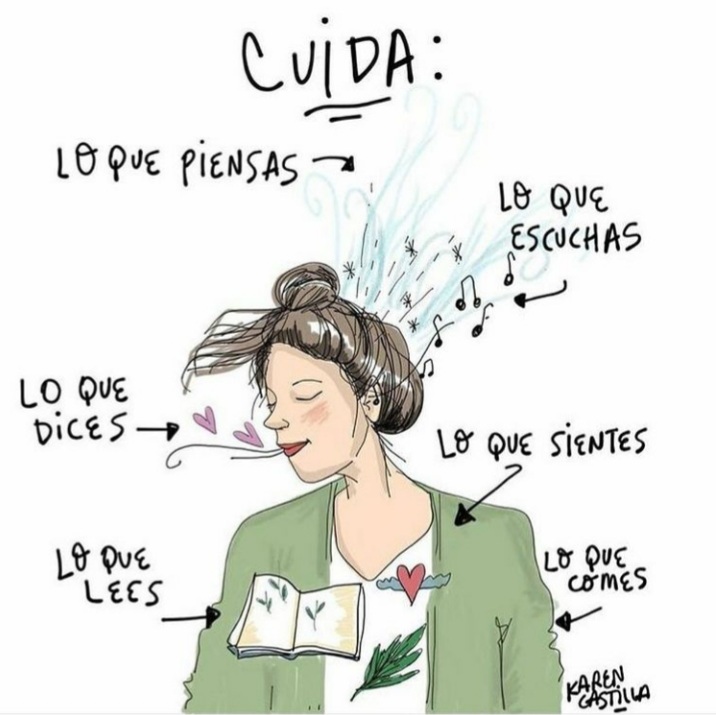 CUIDA:
LO QUE PIENSAS
LO QUE
ESCUCHAS
LO QUE
DICES
LO QUE SIENTES
LO QUE
LEES
LO QUE
COMES
KAREN
CASTILLA